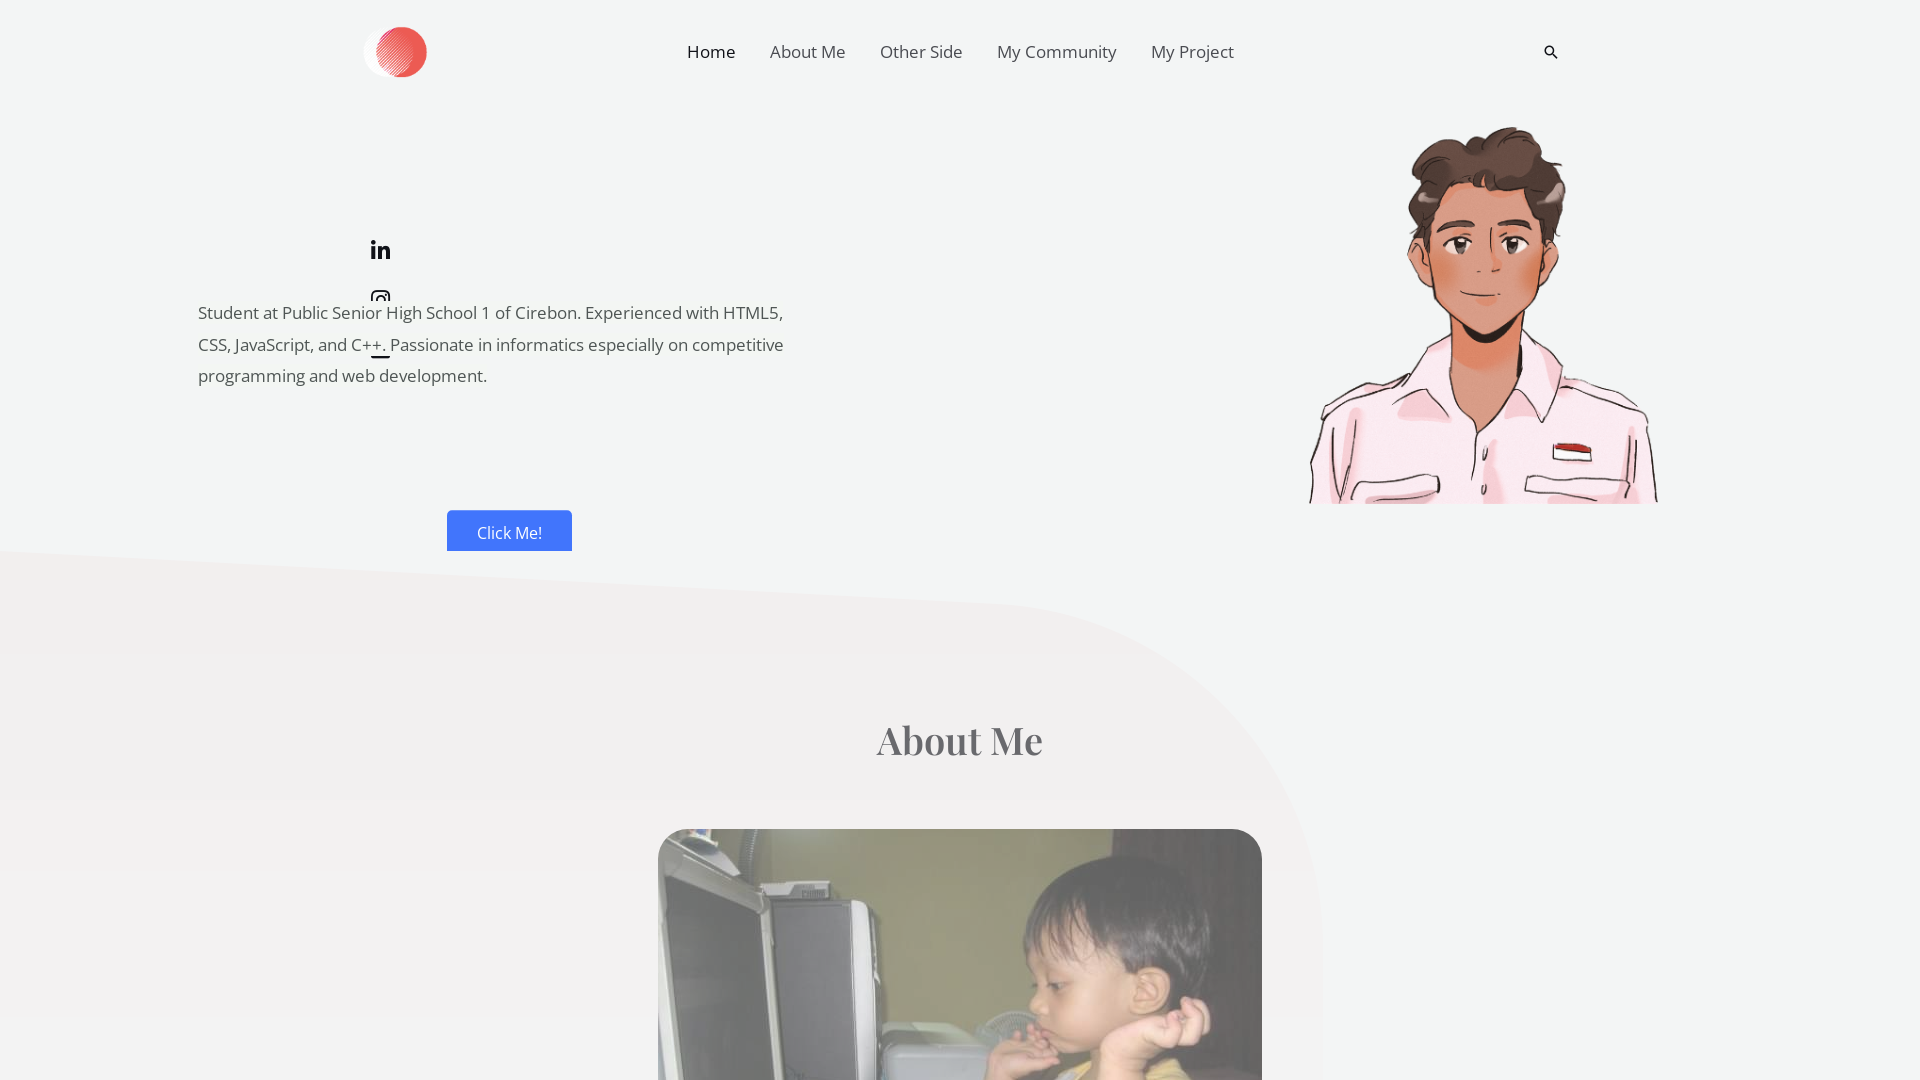 Home
About Me
Other Side
My Community
My Project
Student at Public Senior High School 1 of Cirebon. Experienced with HTML5,
CSS, JavaScript, and C++. Passionate in informatics especially on competitive
programming and web development.
Click Me!
About Me